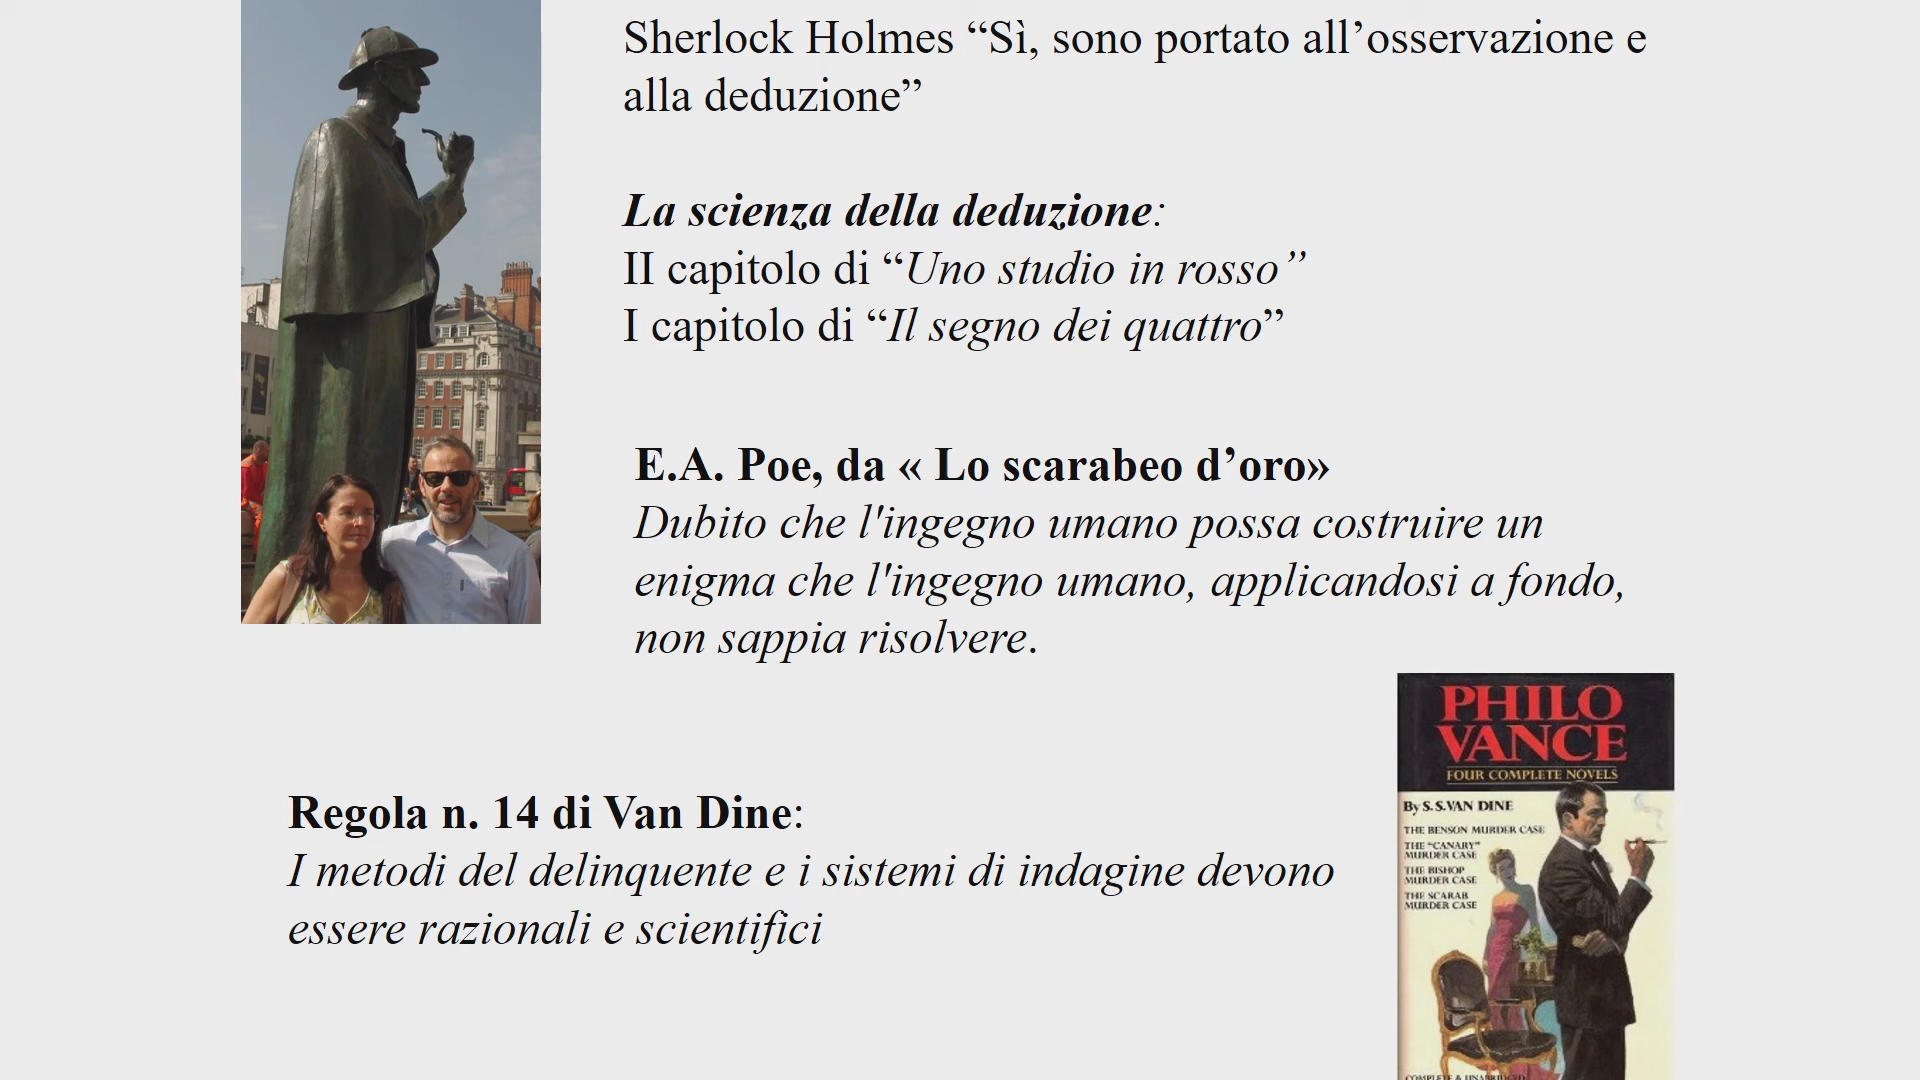 Sherlock Holmes “Sì, sono portato all’osservazione e
alla deduzione”
La scienza della deduzione:
II capitolo di “Uno studio in rosso”
I capitolo di “Il segno dei quattro”
E.A. Poe, da « Lo scarabeo d’oro»
Dubito che l'ingegno umano possa costruire un
enigma che l'ingegno umano, applicandosi a fondo,
non sappia risolvere.
Regola n. 14 di Van Dine:
I metodi del delinquente e i sistemi di indagine devono
essere razionali e scientifici
PHILO
VANCE
FOUR COMPLETE NOVELS
By S. S. VAN DINE
THE BENSON MURDER CASE
THE “CANARY”
MURDER CASE
THE BISHOP
MURDER CASE
THE SCARAB
MURDER CASE
COMPLETE & UNABRIDGED